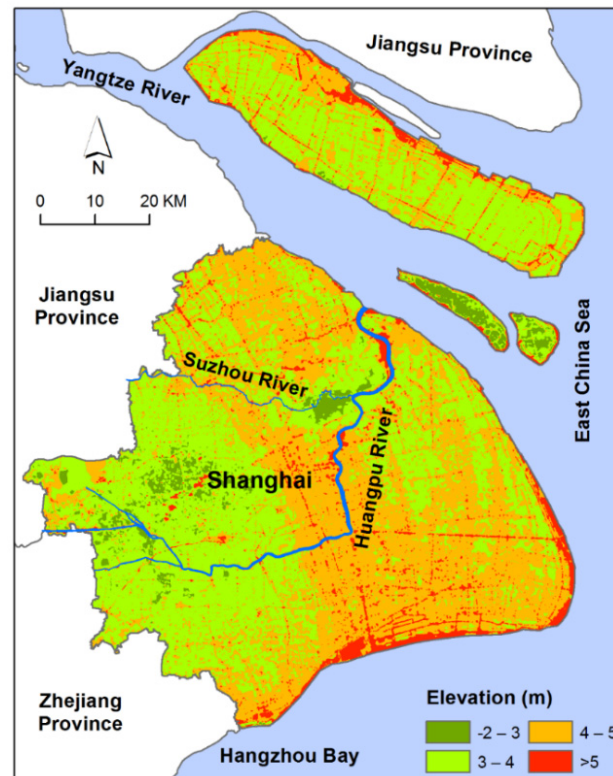 Jiangsu Province
Yangtze River
N
0 10 20 KM
Jiangsu
Province
Suzhou River
East China Sea
Shanghai
Huangpu River
Zhejiang
Province
Hangzhou Bay
Elevation (m)
-2 – 3 4 – 5
3 – 4 >5